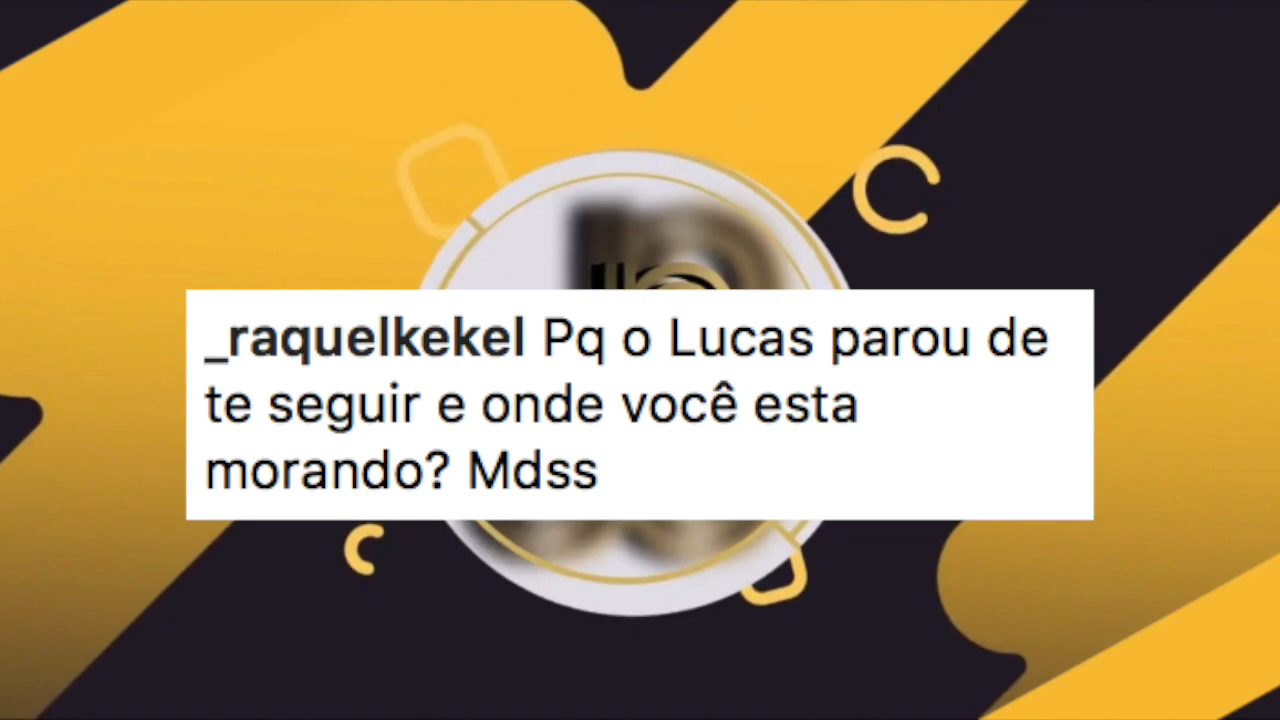 _raquelkekel Pq o Lucas parou de
te seguir e onde você esta
morando? Mdss